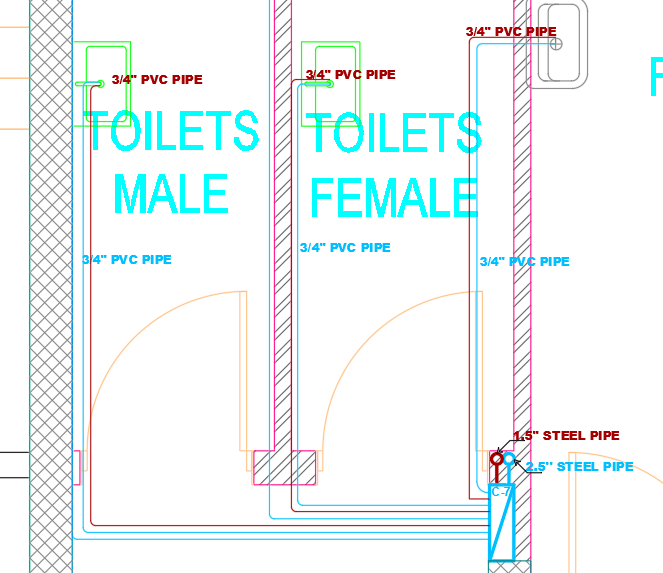 3/4" PVC PIPE
3/4" PVC PIPE
3/4" PVC PIPE
TOILETS
MALE
TOILETS
FEMALE
F
3/4" PVC PIPE
3/4" PVC PIPE
3/4" PVC PIPE
1.5" STEEL PIPE
2.5" STEEL PIPE
C-7